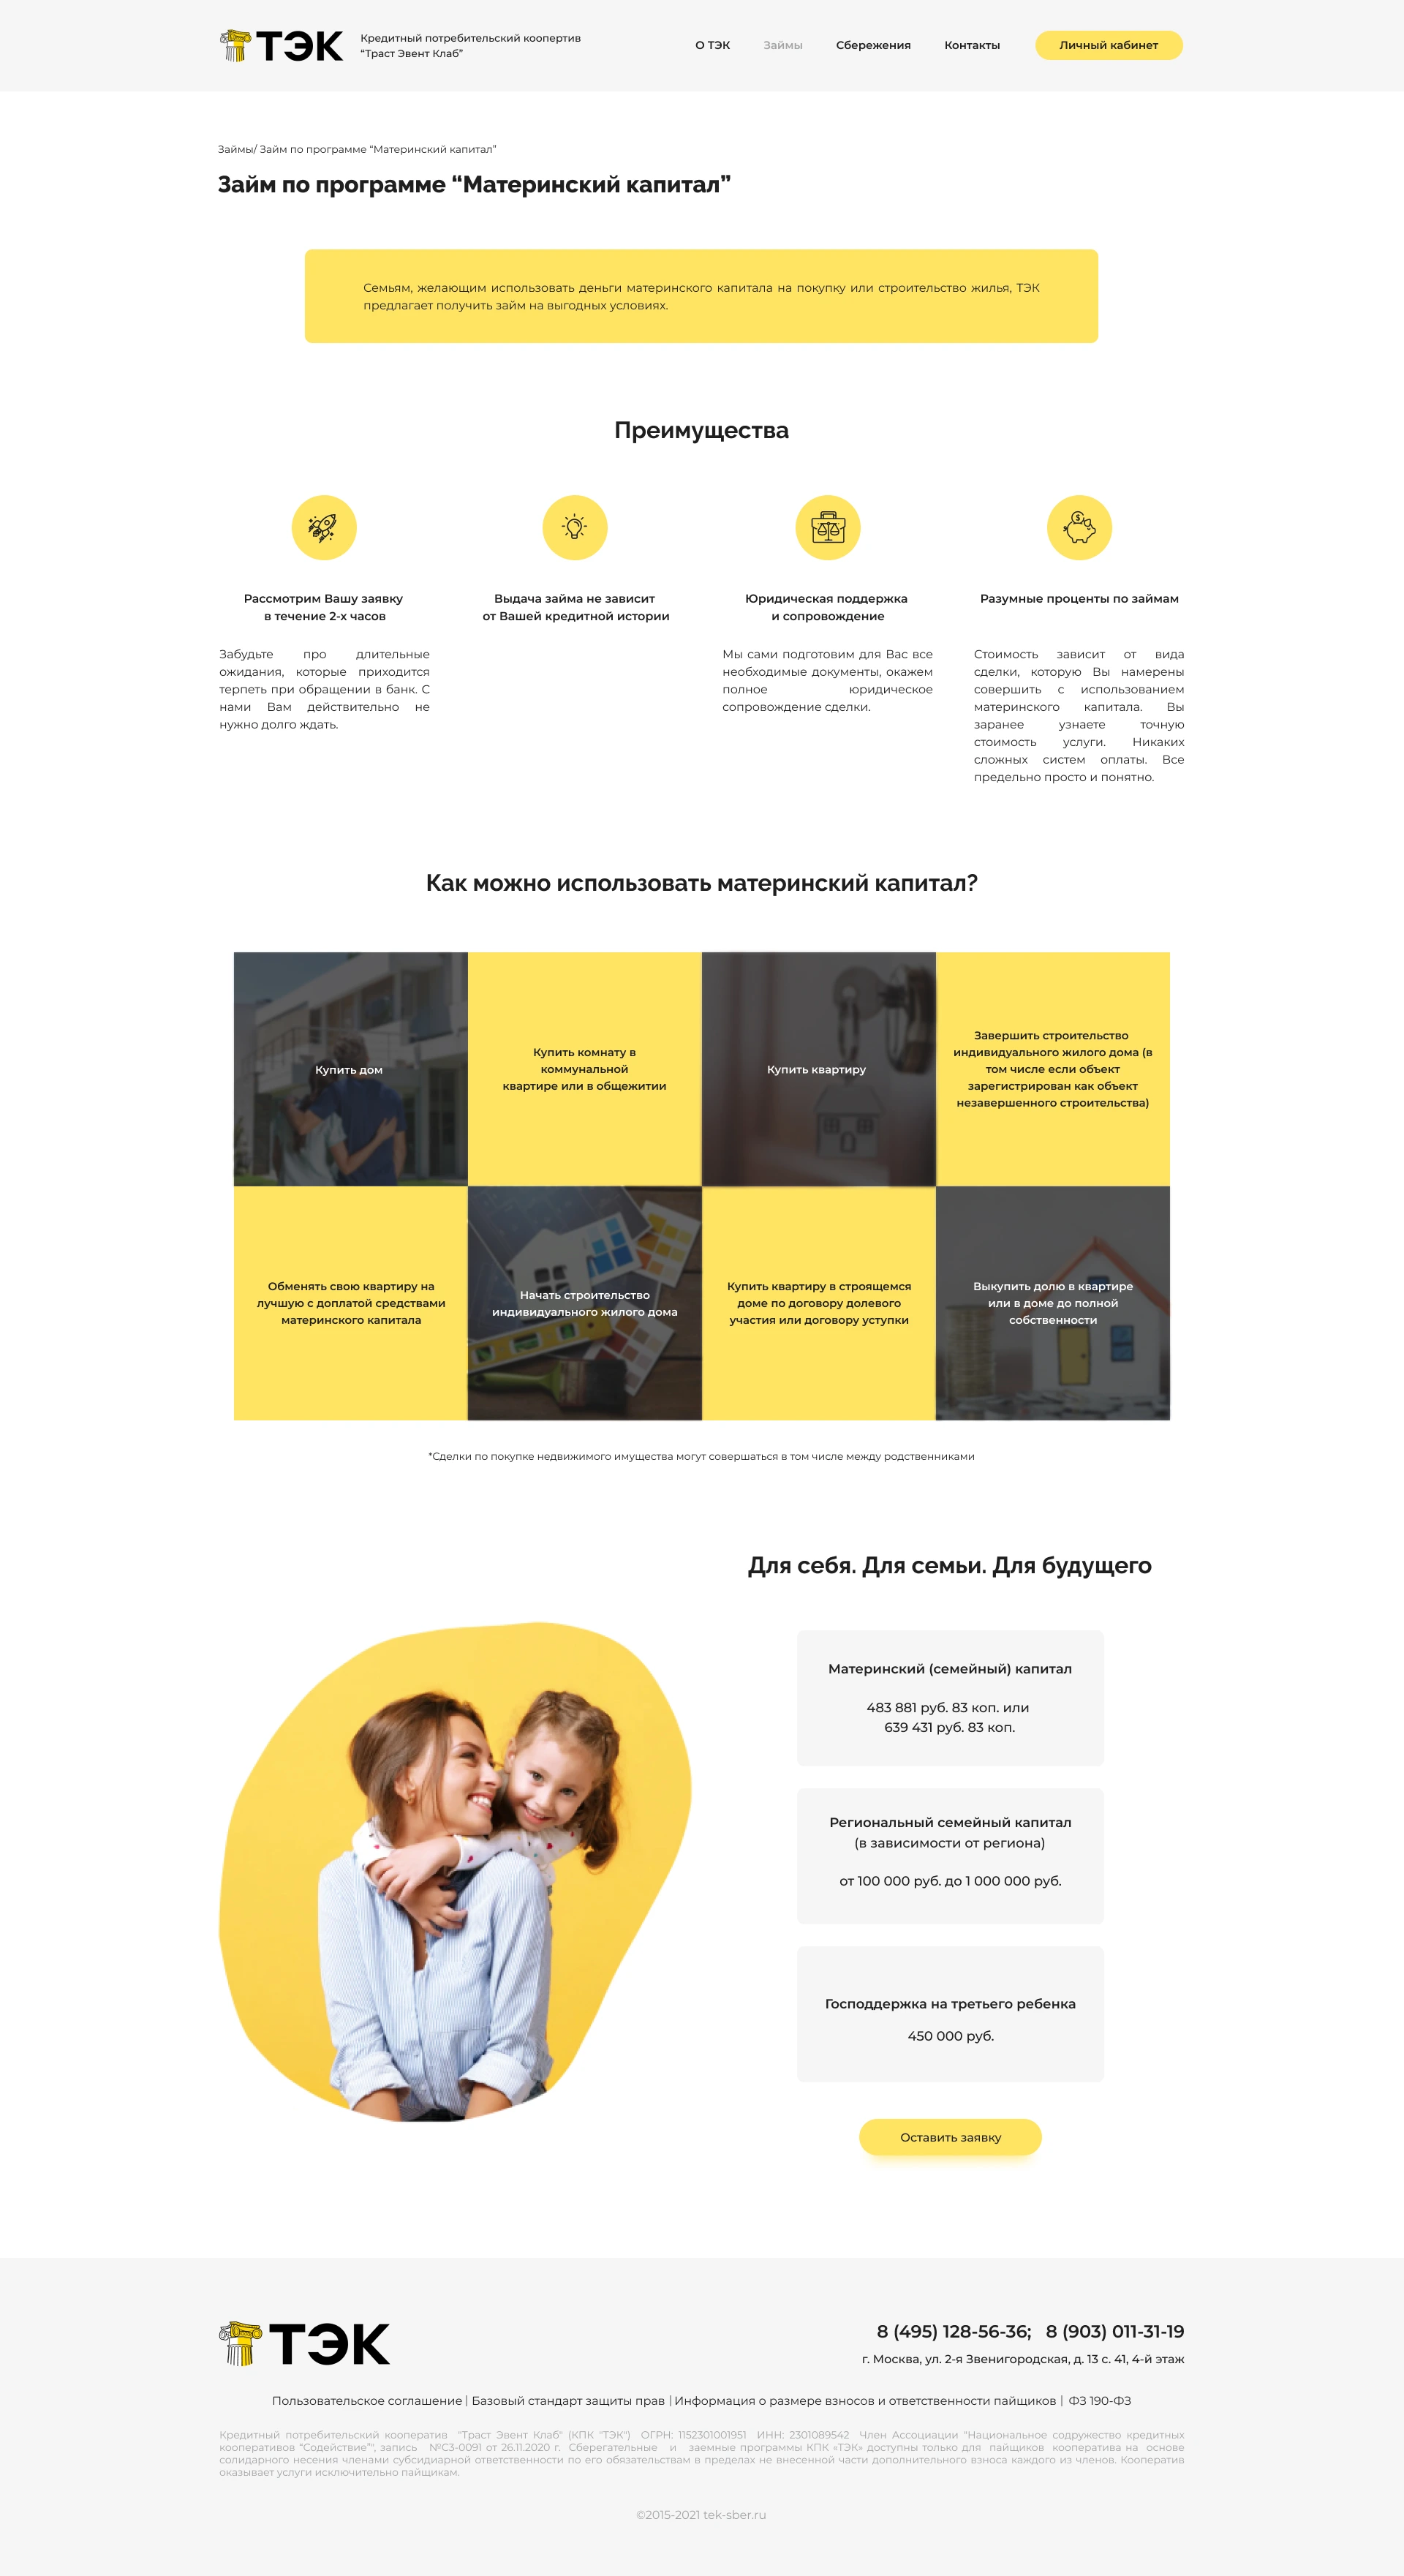 ТЭК
Кредитный потребительский коопертив
“Траст Эвент Клаб”
О ТЭК
Займы
Сбережения
Контакты
Личный кабинет
Займы/ Займ по программе “Материнский капитал”
Займ по программе “Материнский капитал”
Семьям, желающим использовать деньги материнского капитала на покупку или строительство жилья, ТЭК
предлагает получить займ на выгодных условиях.
Преимущества
Рассмотрим Вашу заявку
в течение 2-х часов
Забудьте про длительные
ожидания, которые приходится
терпеть при обращении в банк. С
нами Вам действительно не
нужно долго ждать.
Выдача займа не зависит
от Вашей кредитной истории
Юридическая поддержка
и сопровождение
Мы сами подготовим для Вас все
необходимые документы, окажем
полное юридическое
сопровождение сделки.
Разумные проценты по займам
Стоимость зависит от вида
сделки, которую Вы намерены
совершить с использованием
материнского капитала. Вы
заранее узнаете точную
стоимость услуги. Никаких
сложных систем оплаты. Все
предельно просто и понятно.
Как можно использовать материнский капитал?
Купить дом
Купить комнату в
коммунальной
квартире или в общежитии
Купить квартиру
Завершить строительство
индивидуального жилого дома (в
том числе если объект
зарегистрирован как объект
незавершенного строительства)
Обменять свою квартиру на
лучшую с доплатой средствами
материнского капитала
Начать строительство
индивидуального жилого дома
Купить квартиру в строящемся
доме по договору долевого
участия или договору уступки
Выкупить долю в квартире
или в доме до полной
собственности
*Сделки по покупке недвижимого имущества могут совершаться в том числе между родственниками
Для себя. Для семьи. Для будущего
Материнский (семейный) капитал
483 881 руб. 83 коп. или
639 431 руб. 83 коп.
Региональный семейный капитал
(в зависимости от региона)
от 100 000 руб. до 1 000 000 руб.
Господдержка на третьего ребенка
450 000 руб.
Оставить заявку
ТЭК
8 (495) 128-56-36; 8 (903) 011-31-19
г. Москва, ул. 2-я Звенигородская, д. 13 с. 41, 4-й этаж
Пользовательское соглашение | Базовый стандарт защиты прав | Информация о размере взносов и ответственности пайщиков | ФЗ 190-ФЗ
Кредитный потребительский кооператив "Траст Эвент Клаб" (КПК "ТЭК") ОГРН: 1152301001951 ИНН: 2301089542 Член Ассоциации "Национальное содружество кредитных
кооперативов "Содействие"", запись №С3-0091 от 26.11.2020 г. Сберегательные и заемные программы КПК «ТЭК» доступны только для пайщиков кооператива на основе
солидарного несения членами субсидиарной ответственности по его обязательствам в пределах не внесенной части дополнительного взноса каждого из членов. Кооператив
оказывает услуги исключительно пайщикам.
©2015-2021 tek-sber.ru